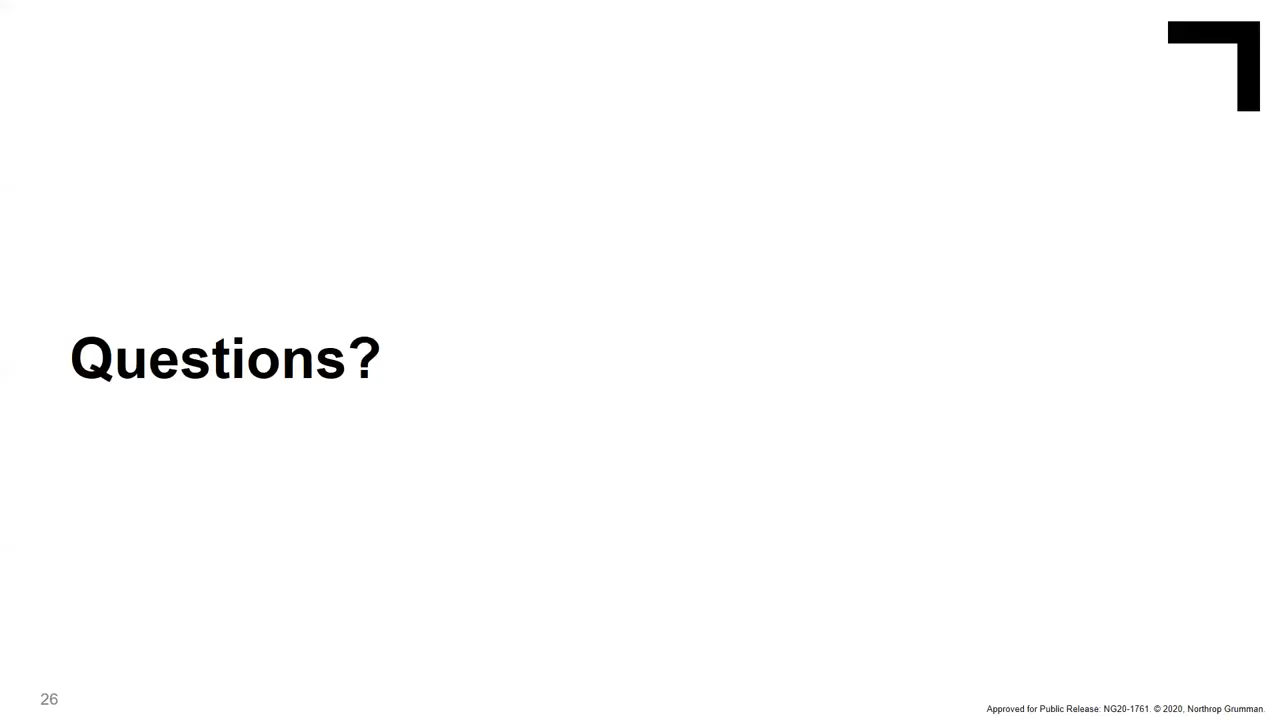 Questions?
26
Approved for Public Release: NG20-1761. © 2020, Northrop Grumman.